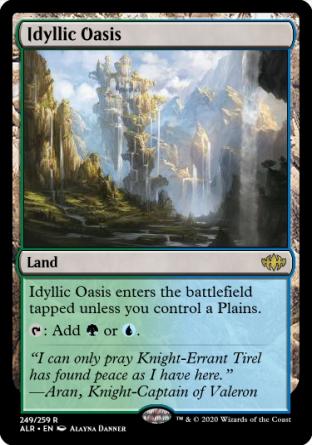 Idyllic Oasis
Land
Idyllic Oasis enters the battlefield
tapped unless you control a Plains.
: Add or .
“I can only pray Knight-Errant Tirel
has found peace as I have here.”
—Aran, Knight-Captain of Valeron
249/259 R
ALR • EN Alayna Danner
™ & © 2020 Wizards of the Coast